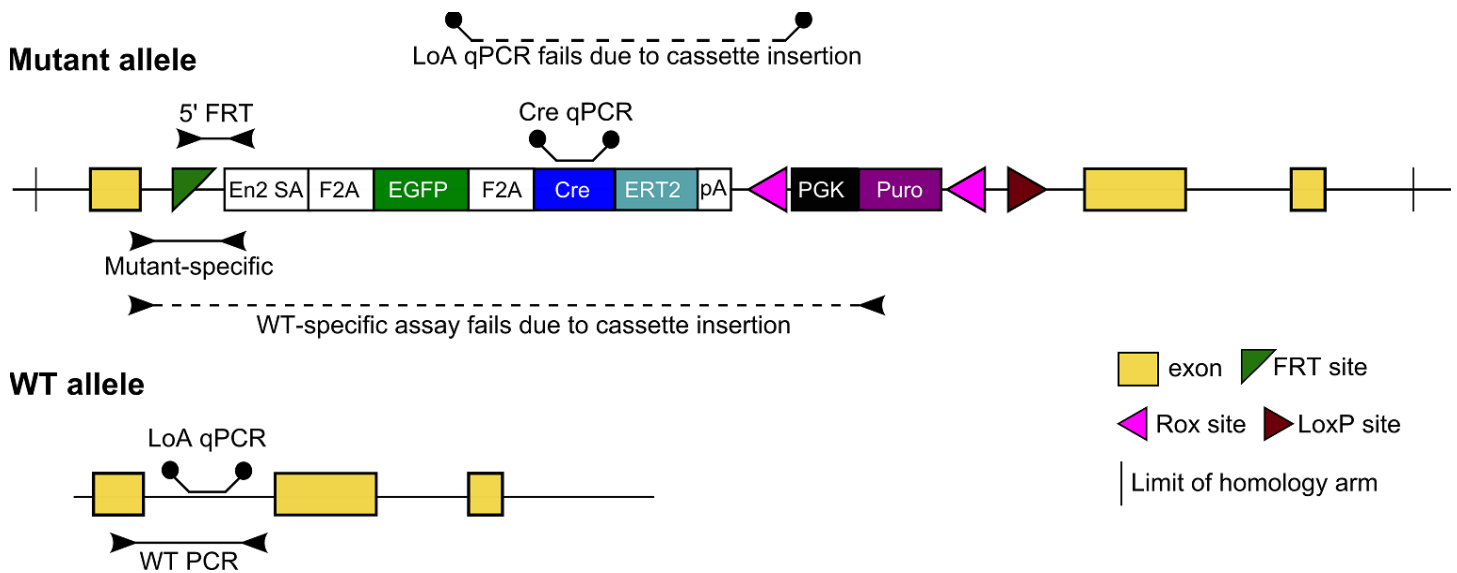 LoA qPCR fails due to cassette insertion
Mutant allele
5' FRT
Cre qPCR
En2 SA F2A EGFP F2A Cre ERT2 pA PGK Puro
Mutant-specific
WT-specific assay fails due to cassette insertion
WT allele
LoA qPCR
WT PCR
exon FRT site
Rox site LoxP site
Limit of homology arm